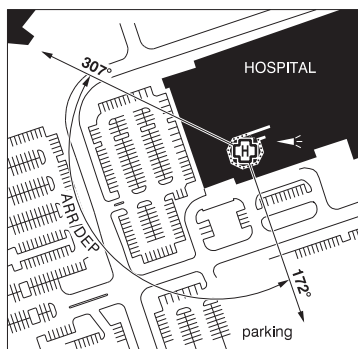 307°
HOSPITAL
H
ARR/DEP
172°
parking